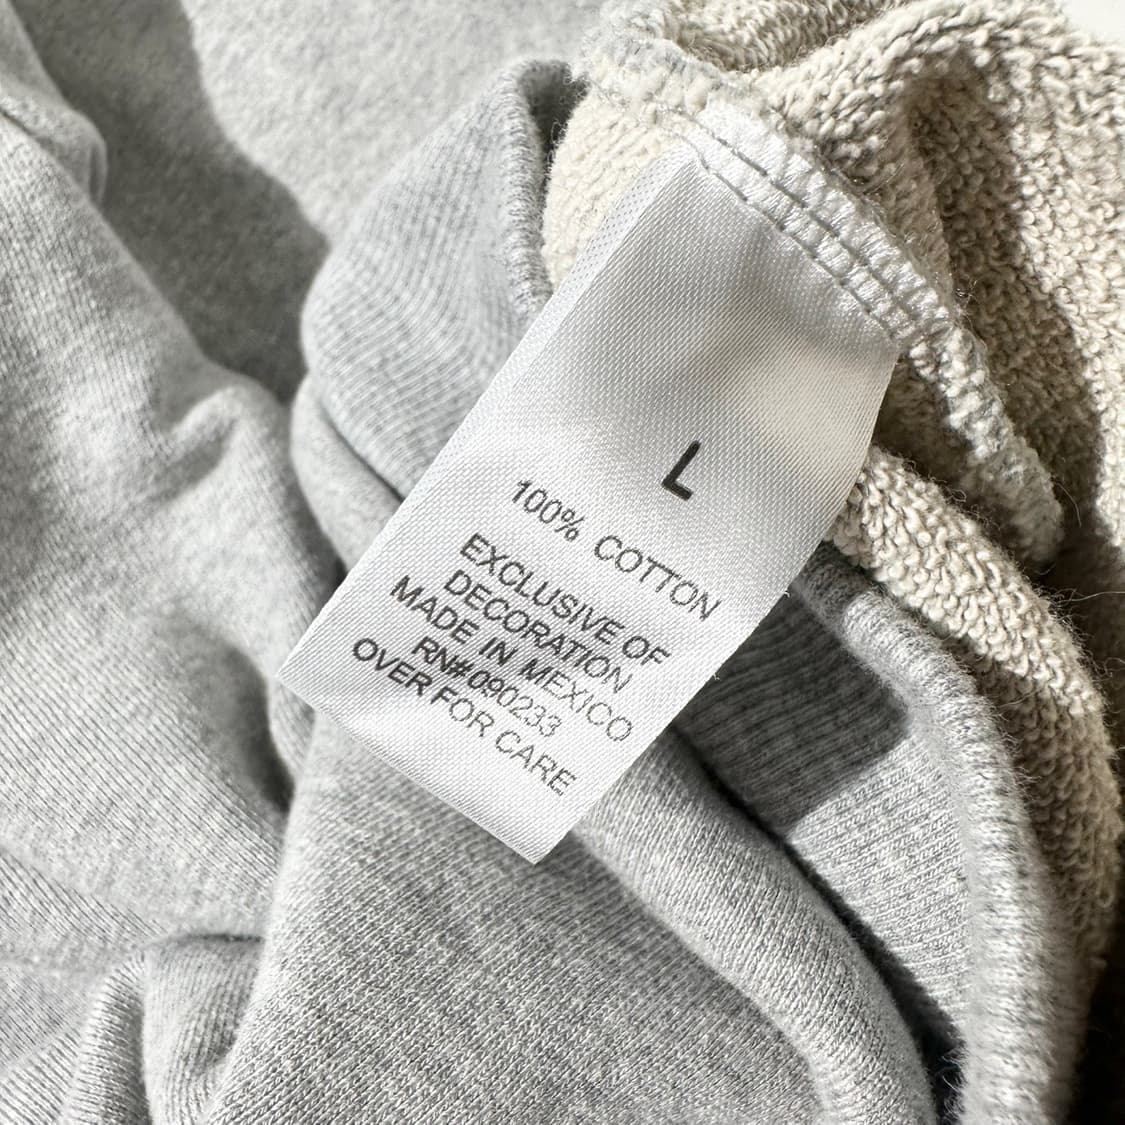 L
100% COTTON
EXCLUSIVE OF
DECORATION
MADE IN MEXICO
RN# 090233
OVER FOR CARE